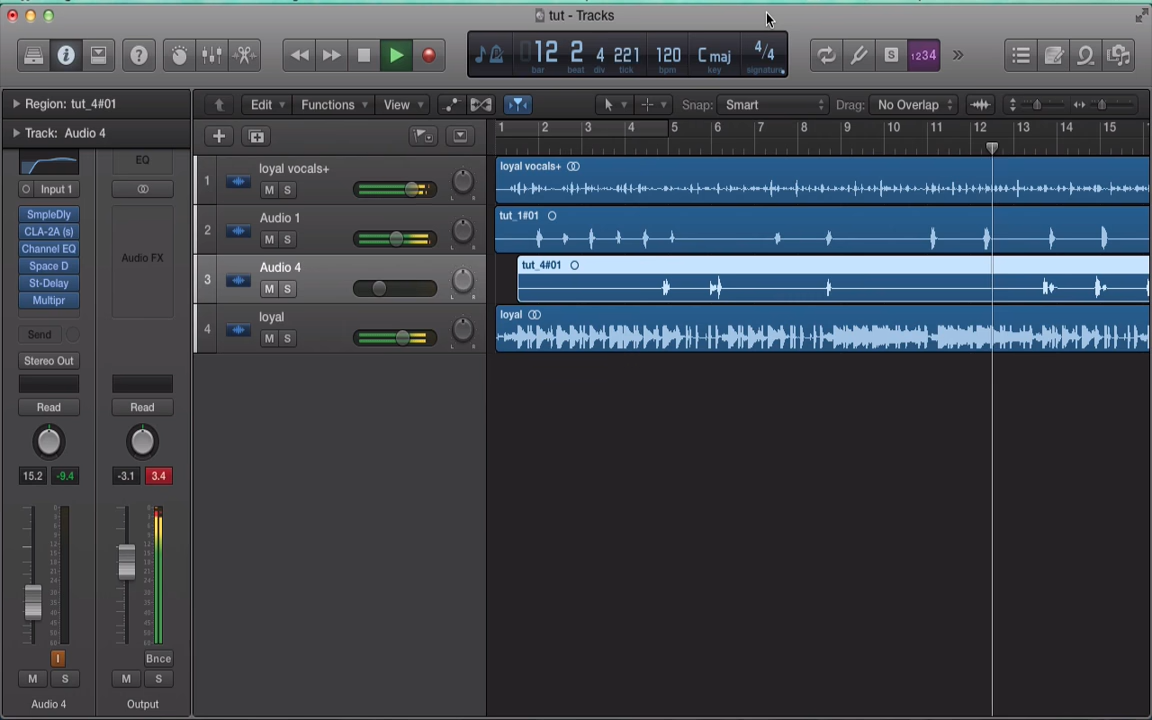 tut - Tracks
12 2 4 221 120 C maj 4/4
bar beat div tick bpm key signature
S 1234
Region: tut_4#01
Edit Functions View Snap: Smart Drag: No Overlap
Track: Audio 4
1 2 3 4 5 6 7 8 9 10 11 12 13 14 15
EQ
Input 1
1 loyal vocals+ M S L R
loyal vocals+
SmpleDly
CLA-2A (s)
Channel EQ
Space D
St-Delay
Multipr
Audio FX
2 Audio 1 M S L R
tut_1#01
3 Audio 4 M S L R
tut_4#01
4 loyal M S L R
loyal
Send
Stereo Out
Read Read
15.2 -9.4 -3.1 3.4
I Bnce
M S M S
Audio 4 Output